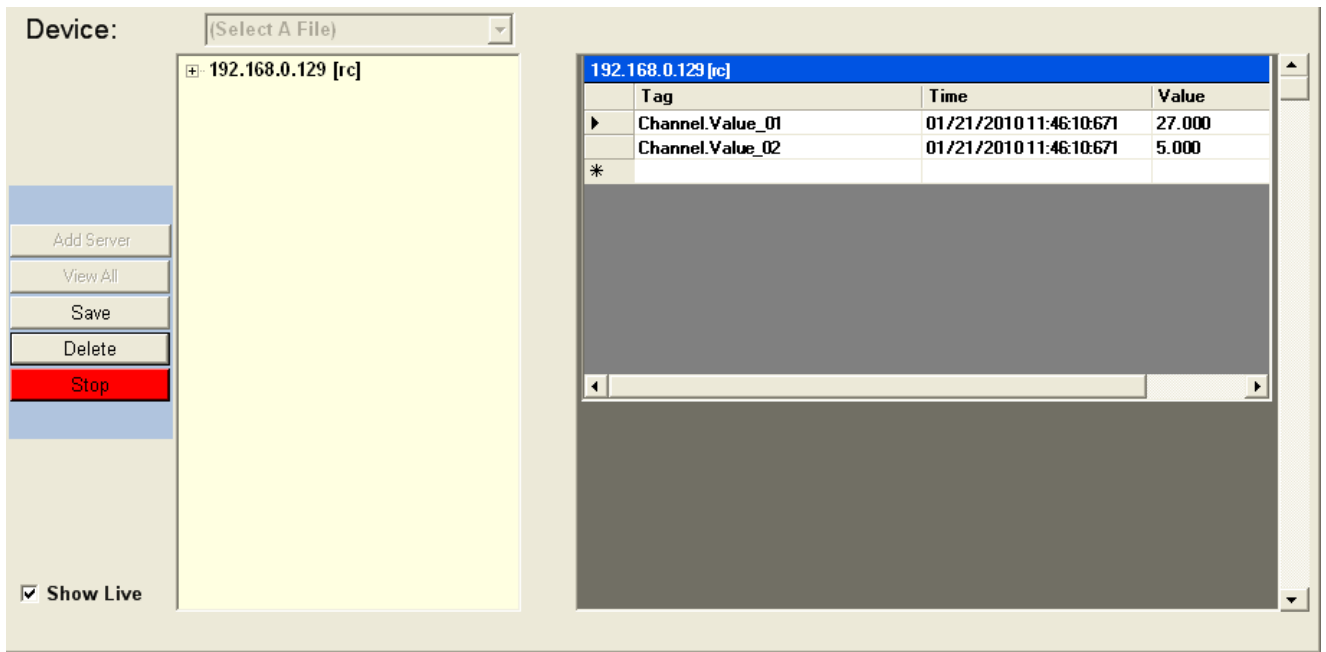 Device:
(Select A File)
192.168.0.129 [rc]
192.168.0.129 [rc]
Tag Time Value
Channel.Value_01 01/21/2010 11:46:10:671 27.000
Channel.Value_02 01/21/2010 11:46:10:671 5.000
Add Server
View All
Save
Delete
Stop
Show Live